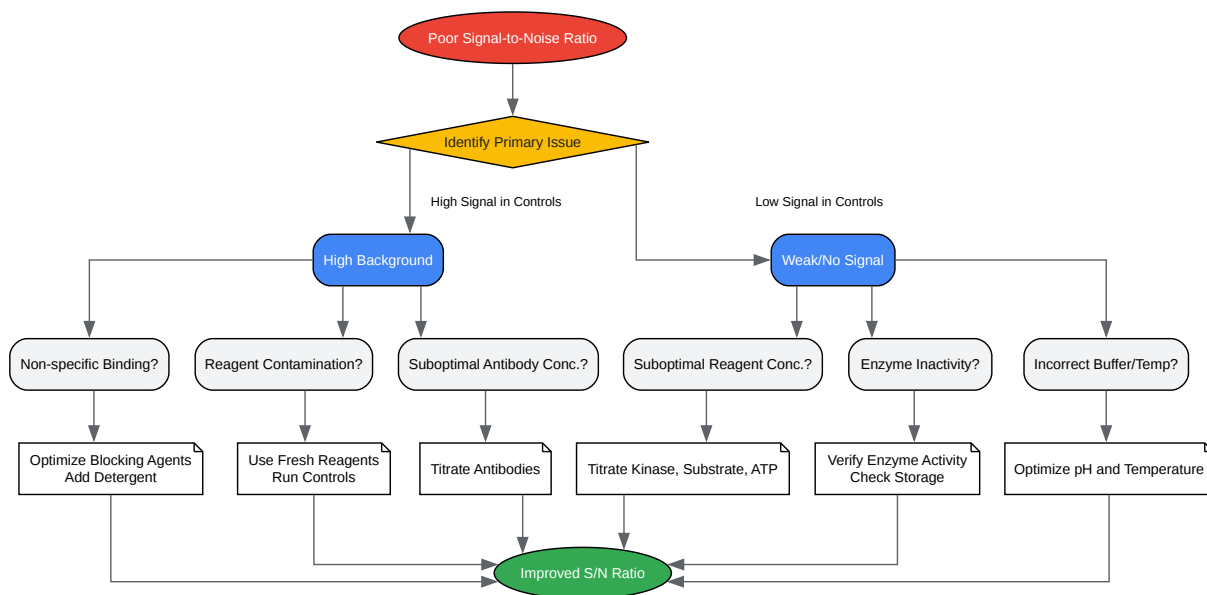 Poor Signal-to-Noise Ratio
Identify Primary Issue
High Signal in Controls
Low Signal in Controls
High Background
Weak/No Signal
Non-specific Binding?
Reagent Contamination?
Suboptimal Antibody Conc.?
Suboptimal Reagent Conc.?
Enzyme Inactivity?
Incorrect Buffer/Temp?
Optimize Blocking Agents
Add Detergent
Use Fresh Reagents
Run Controls
Titrate Antibodies
Titrate Kinase, Substrate, ATP
Verify Enzyme Activity
Check Storage
Optimize pH and Temperature
Improved S/N Ratio